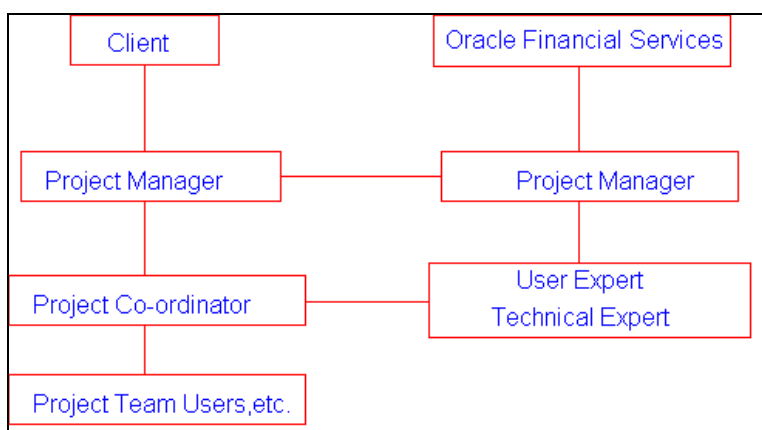 Client
Oracle Financial Services
Project Manager
Project Manager
Project Co-ordinator
User Expert
Technical Expert
Project Team Users,etc.